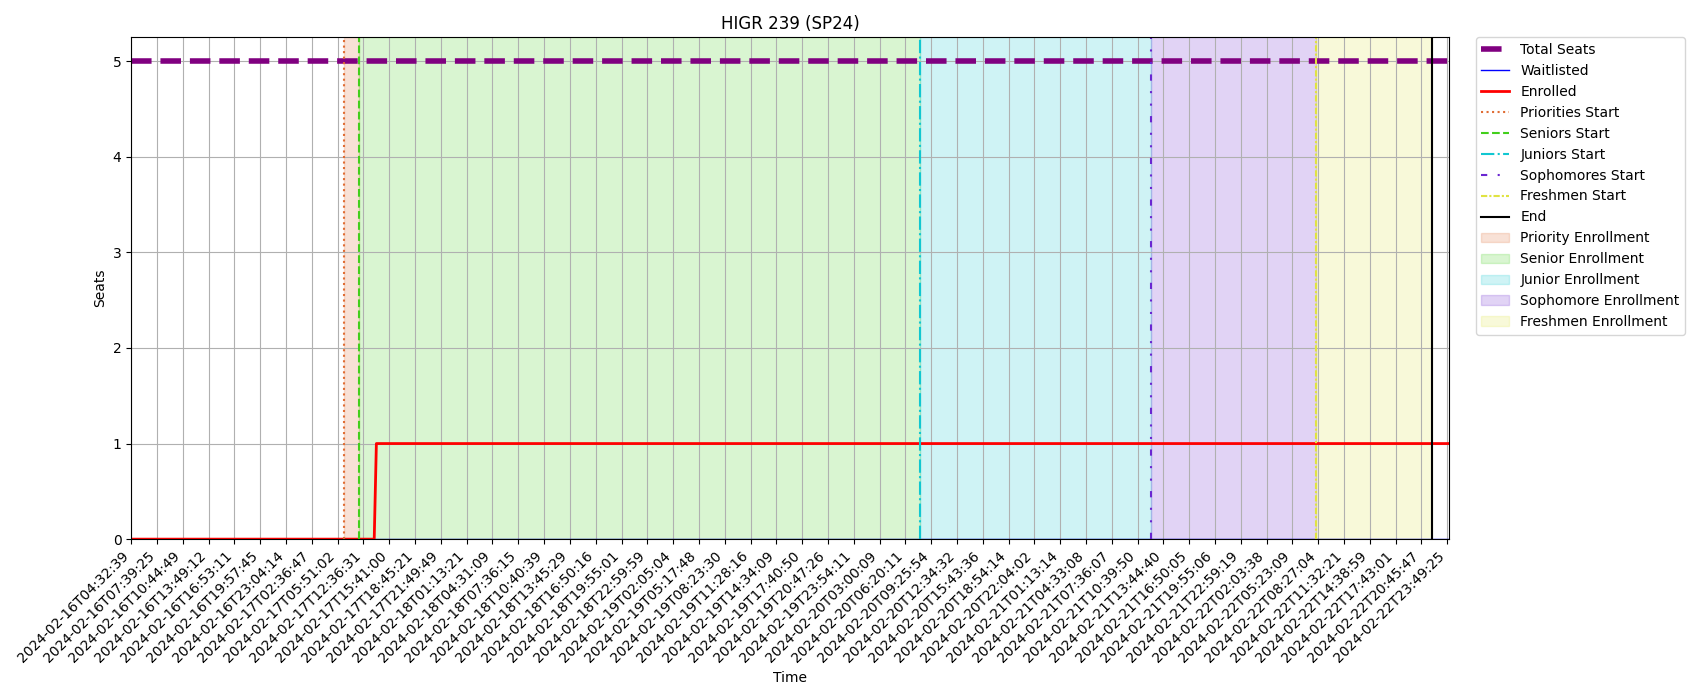 HIGR 239 (SP24)
Seats
5
4
3
2
1
0
2024-02-16T04:32:39
2024-02-16T07:39:25
2024-02-16T10:44:49
2024-02-16T13:49:12
2024-02-16T16:53:11
2024-02-16T19:57:45
2024-02-16T23:04:14
2024-02-17T02:36:47
2024-02-17T05:51:02
2024-02-17T12:36:31
2024-02-17T15:41:00
2024-02-17T18:45:21
2024-02-17T21:49:49
2024-02-18T01:13:21
2024-02-18T04:31:09
2024-02-18T07:36:15
2024-02-18T10:40:39
2024-02-18T13:45:29
2024-02-18T16:50:16
2024-02-18T19:55:01
2024-02-18T22:59:59
2024-02-19T02:05:04
2024-02-19T05:17:48
2024-02-19T08:23:30
2024-02-19T11:28:16
2024-02-19T14:34:09
2024-02-19T17:40:50
2024-02-19T20:47:26
2024-02-19T23:54:11
2024-02-20T03:00:09
2024-02-20T06:20:11
2024-02-20T09:25:54
2024-02-20T12:34:32
2024-02-20T15:43:36
2024-02-20T18:54:14
2024-02-20T22:04:02
2024-02-21T01:13:14
2024-02-21T04:33:08
2024-02-21T07:36:07
2024-02-21T10:39:50
2024-02-21T13:44:40
2024-02-21T16:50:05
2024-02-21T19:55:06
2024-02-21T22:59:19
2024-02-22T02:03:38
2024-02-22T05:23:09
2024-02-22T08:27:04
2024-02-22T11:32:21
2024-02-22T14:38:59
2024-02-22T17:43:01
2024-02-22T20:45:47
2024-02-22T23:49:25
Time
Total Seats
Waitlisted
Enrolled
Priorities Start
Seniors Start
Juniors Start
Sophomores Start
Freshmen Start
End
Priority Enrollment
Senior Enrollment
Junior Enrollment
Sophomore Enrollment
Freshmen Enrollment